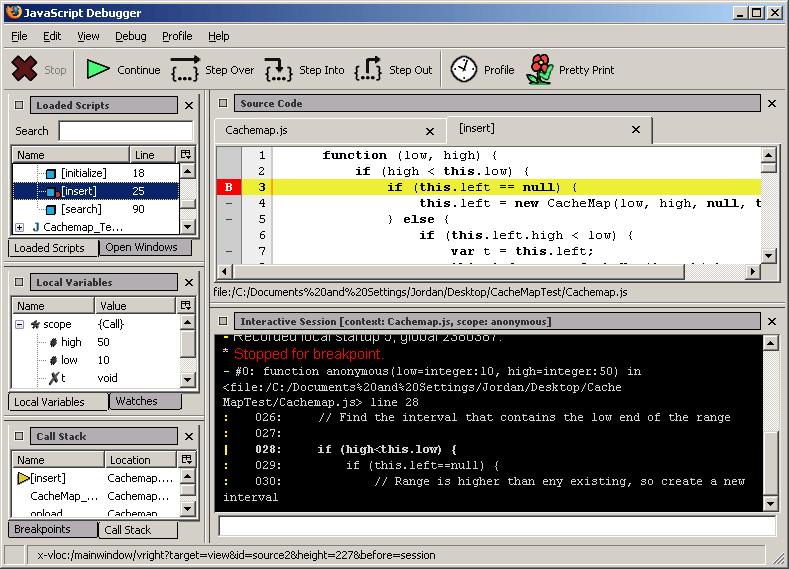 JavaScript Debugger
File Edit View Debug Profile Help
Stop Continue Step Over Step Into Step Out Profile Pretty Print
Loaded Scripts
Search
Name Line
[initialize] 18
[insert] 25
[search] 90
J Cachemap_Te...
Loaded Scripts Open Windows
Local Variables
Name Value
scope {Call}
high 50
low 10
t void
Local Variables Watches
Call Stack
Name Location
[insert] Cachemap....
CacheMap_... Cachemap....
onload Cachemap....
Breakpoints Call Stack
Source Code
Cachemap.js [insert]
1 function (low, high) {
2 if (high < this.low) {
B 3 if (this.left == null) {
– 4 this.left = new CacheMap(low, high, null, t
– 5 } else {
6 if (this.left.high < low) {
– 7 var t = this.left;
file:/C:/Documents%20and%20Settings/Jordan/Desktop/CacheMapTest/Cachemap.js
Interactive Session [context: Cachemap.js, scope: anonymous]
- Recorded local startup 5, global 2380387.
* Stopped for breakpoint.
- #0: function anonymous(low=integer:10, high=integer:50) in
<file:/C:/Documents%20and%20Settings/Jordan/Desktop/Cache
MapTest/Cachemap.js> line 28
: 026: // Find the interval that contains the low end of the range
: 027:
| 028: if (high<this.low) {
: 029: if (this.left==null) {
: 030: // Range is higher than eny existing, so create a new
interval
x-vloc:/mainwindow/vright?target=view&id=source2&height=227&before=session